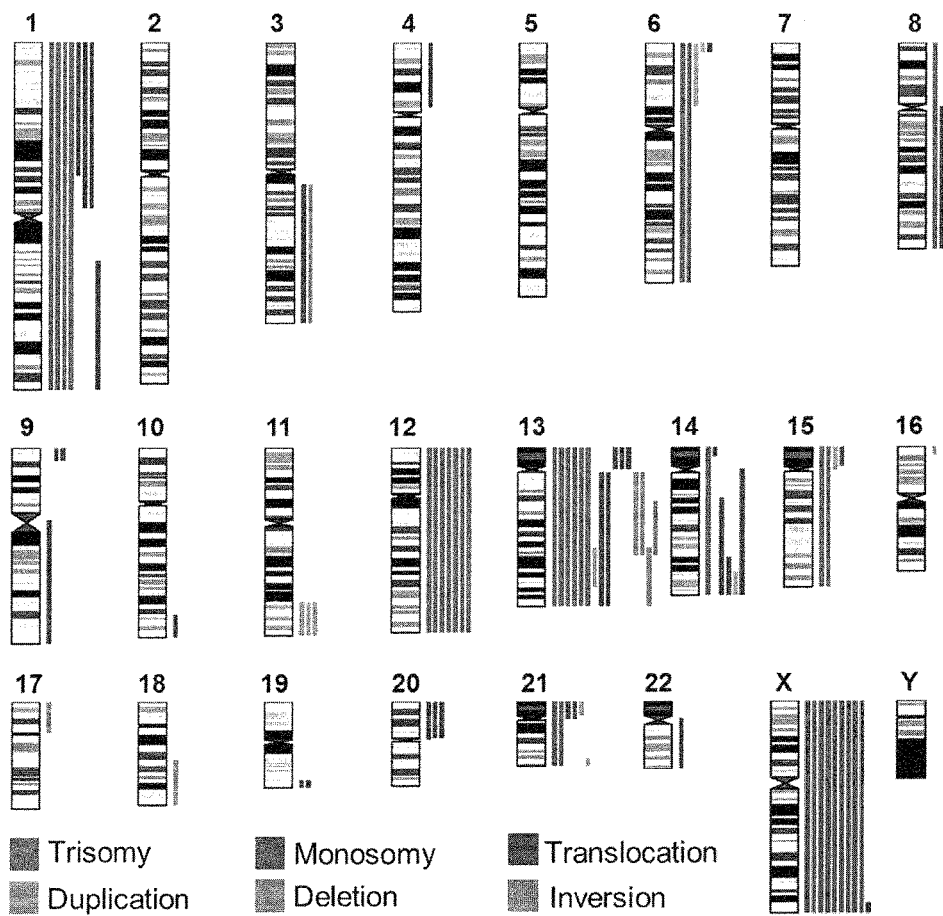 1 2 3 4 5 6 7 8
9 10 11 12 13 14 15 16
17 18 19 20 21 22 X Y
Trisomy Monosomy Translocation
Duplication Deletion Inversion